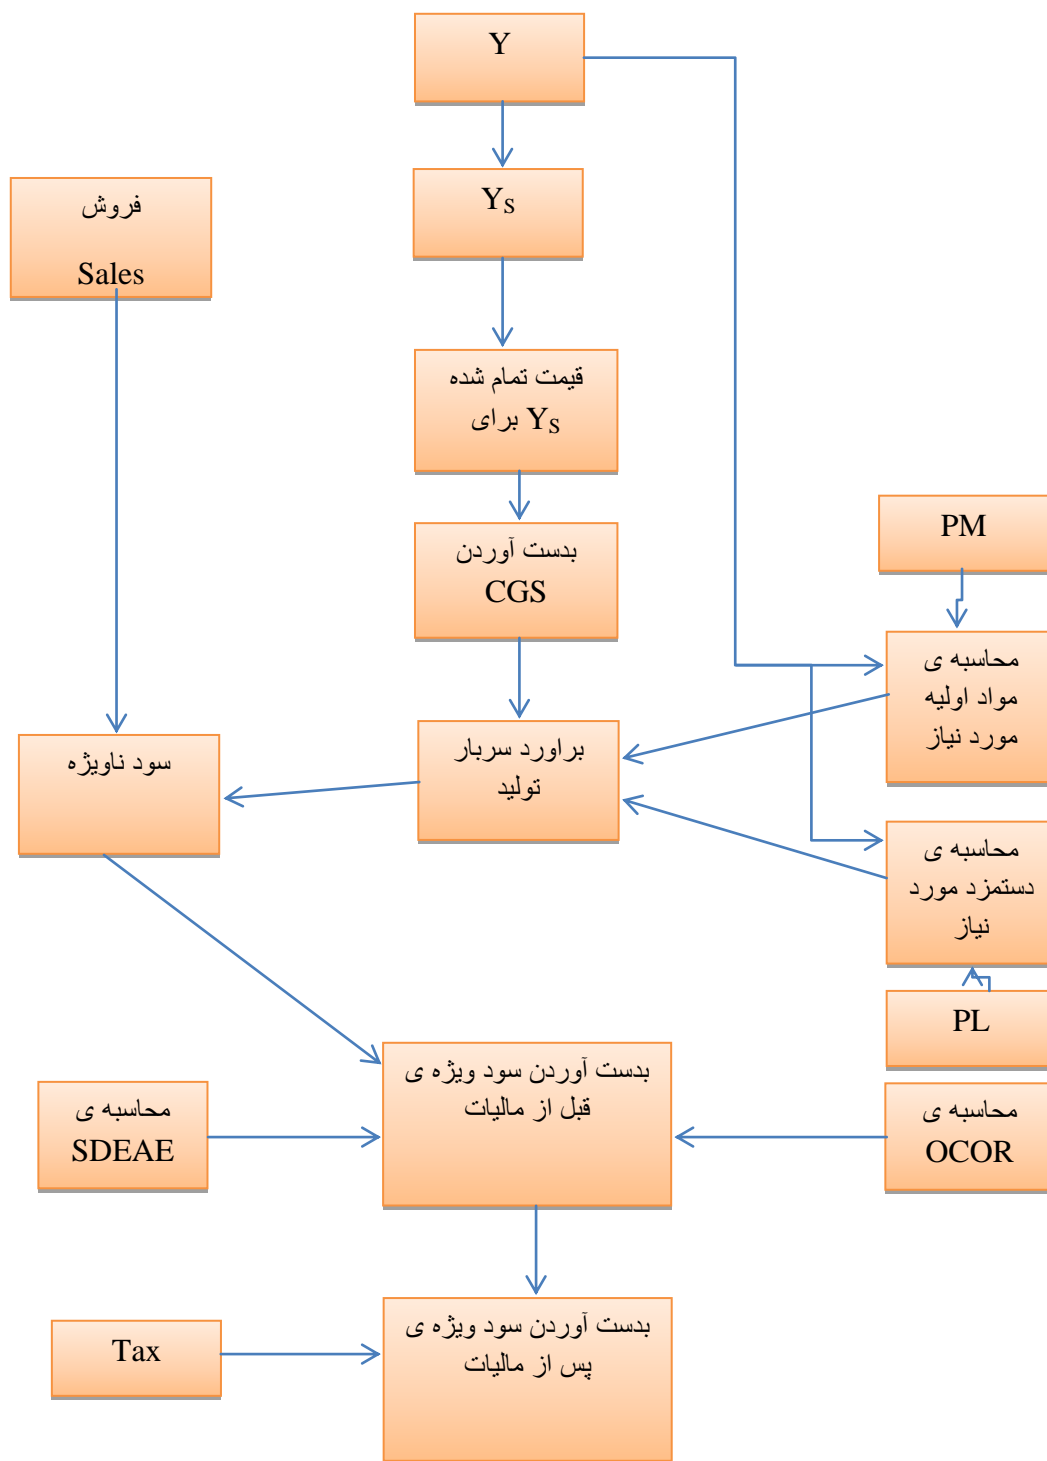 Y
Ys
فروش
Sales
قیمت تمام شده
برای Ys
بدست آوردن
CGS
PM
محاسبه ی
مواد اولیه
مورد نیاز
سود ناویژه
براورد سربار
تولید
محاسبه ی
دستمزد مورد
نیاز
PL
بدست آوردن سود ویژه ی
قبل از مالیات
محاسبه ی
SDEAE
محاسبه ی
OCOR
بدست آوردن سود ویژه ی
پس از مالیات
Tax